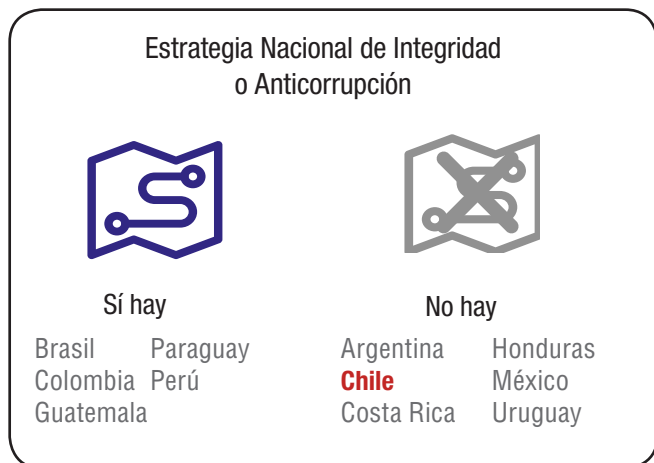 Estrategia Nacional de Integridad
o Anticorrupción
Sí hay
Brasil Paraguay
Colombia Perú
Guatemala
No hay
Argentina Honduras
Chile México
Costa Rica Uruguay